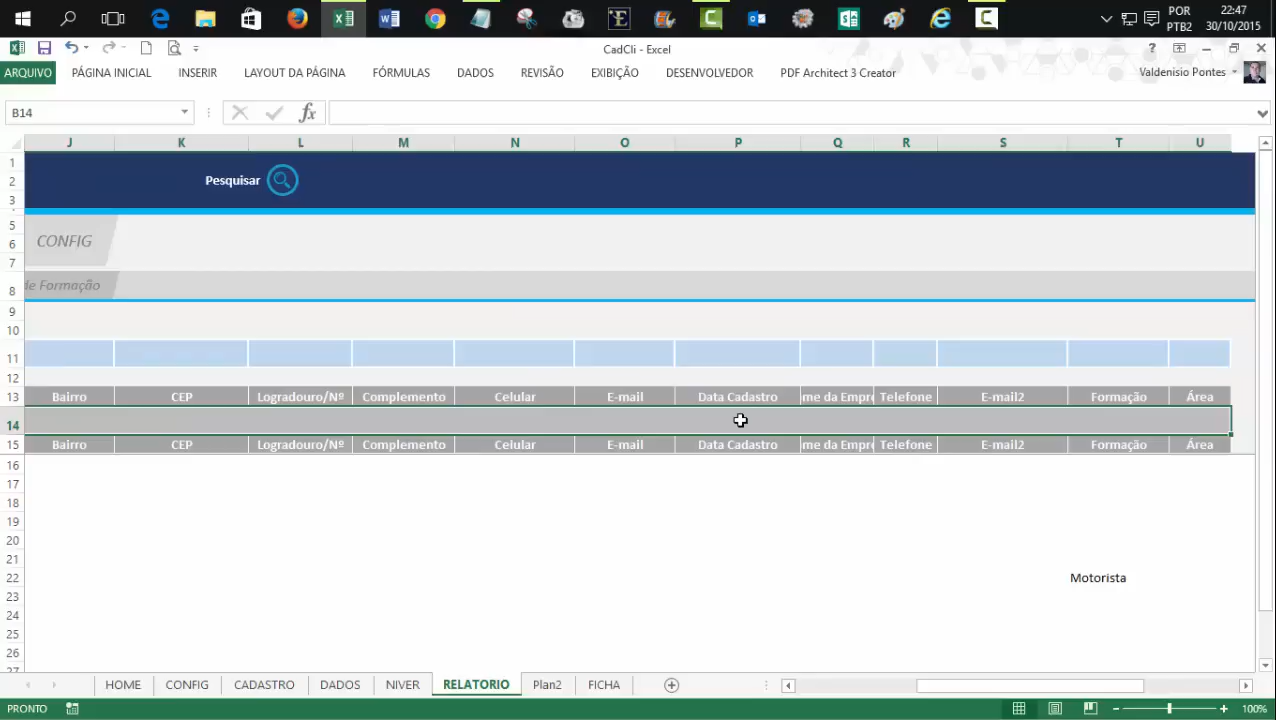 POR
PTB2
22:47
30/10/2015
CadCli - Excel
?
ARQUIVO PÁGINA INICIAL INSERIR LAYOUT DA PÁGINA FÓRMULAS DADOS REVISÃO EXIBIÇÃO DESENVOLVEDOR PDF Architect 3 Creator Valdenisio Pontes
B14 fx
J K L M N O P Q R S T U
1
2 Pesquisar
3
5
6 CONFIG
7
8 de Formação
9
10
11
12
13 Bairro CEP Logradouro/Nº Complemento Celular E-mail Data Cadastro me da Empr Telefone E-mail2 Formação Área
14
15 Bairro CEP Logradouro/Nº Complemento Celular E-mail Data Cadastro me da Empr Telefone E-mail2 Formação Área
16
17
18
19
20
21
22 Motorista
23
24
25
26
27
HOME CONFIG CADASTRO DADOS NIVER RELATORIO Plan2 FICHA
PRONTO 100%